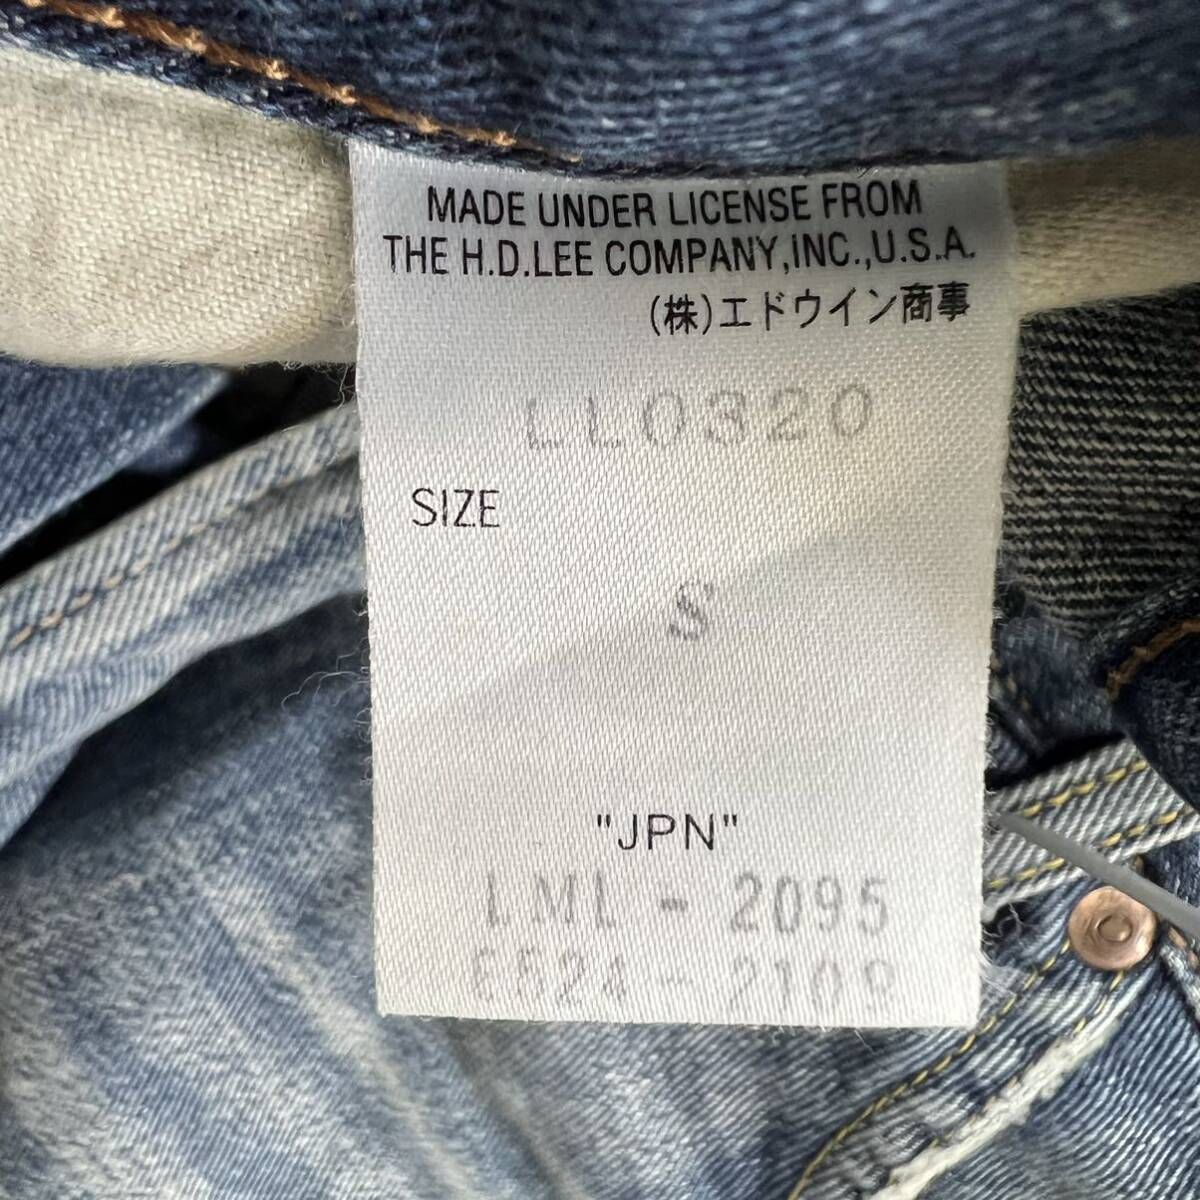 MADE UNDER LICENSE FROM
THE H.D.LEE COMPANY,INC.,U.S.A.
(株)エドウイン商事
LL0320
SIZE
S
"JPN"
- 2095
- 2109